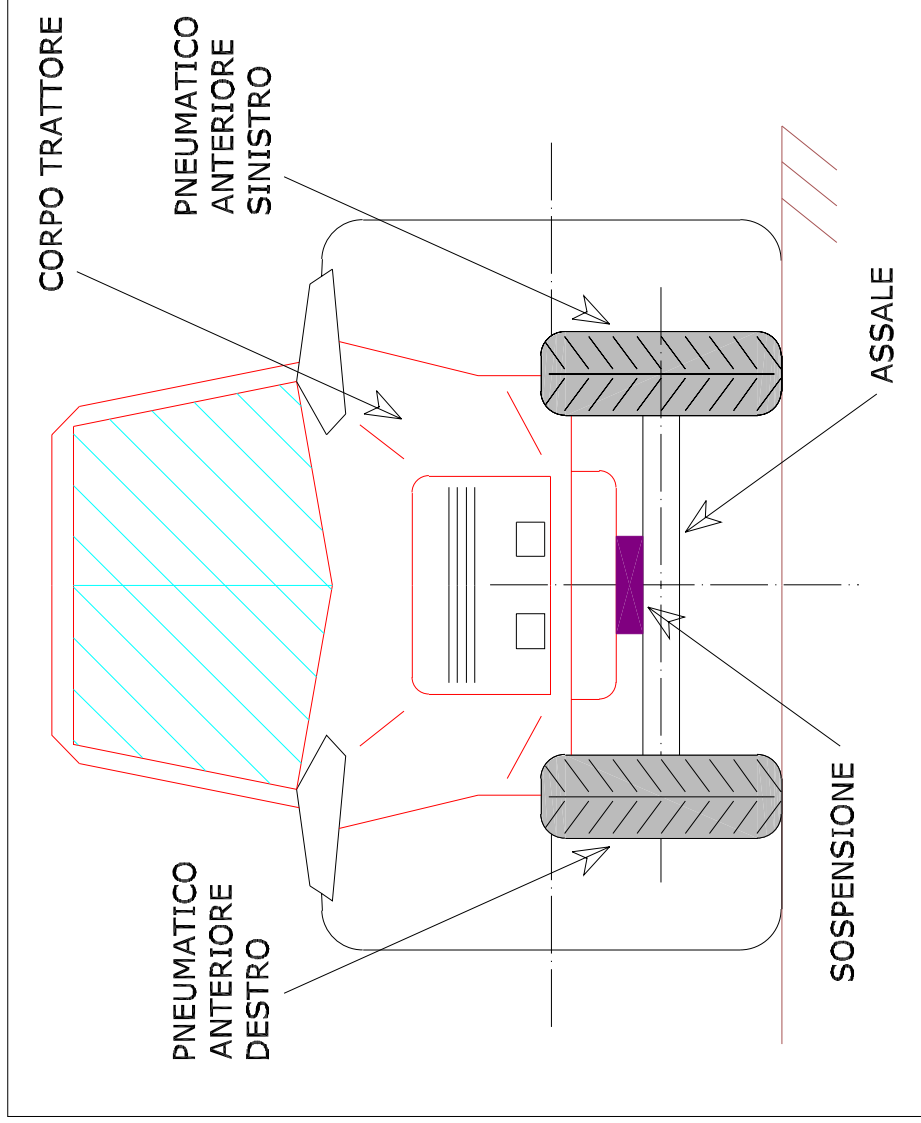 CORPO TRATTORE
PNEUMATICO
ANTERIORE
SINISTRO
PNEUMATICO
ANTERIORE
DESTRO
ASSALE
SOSPENSIONE